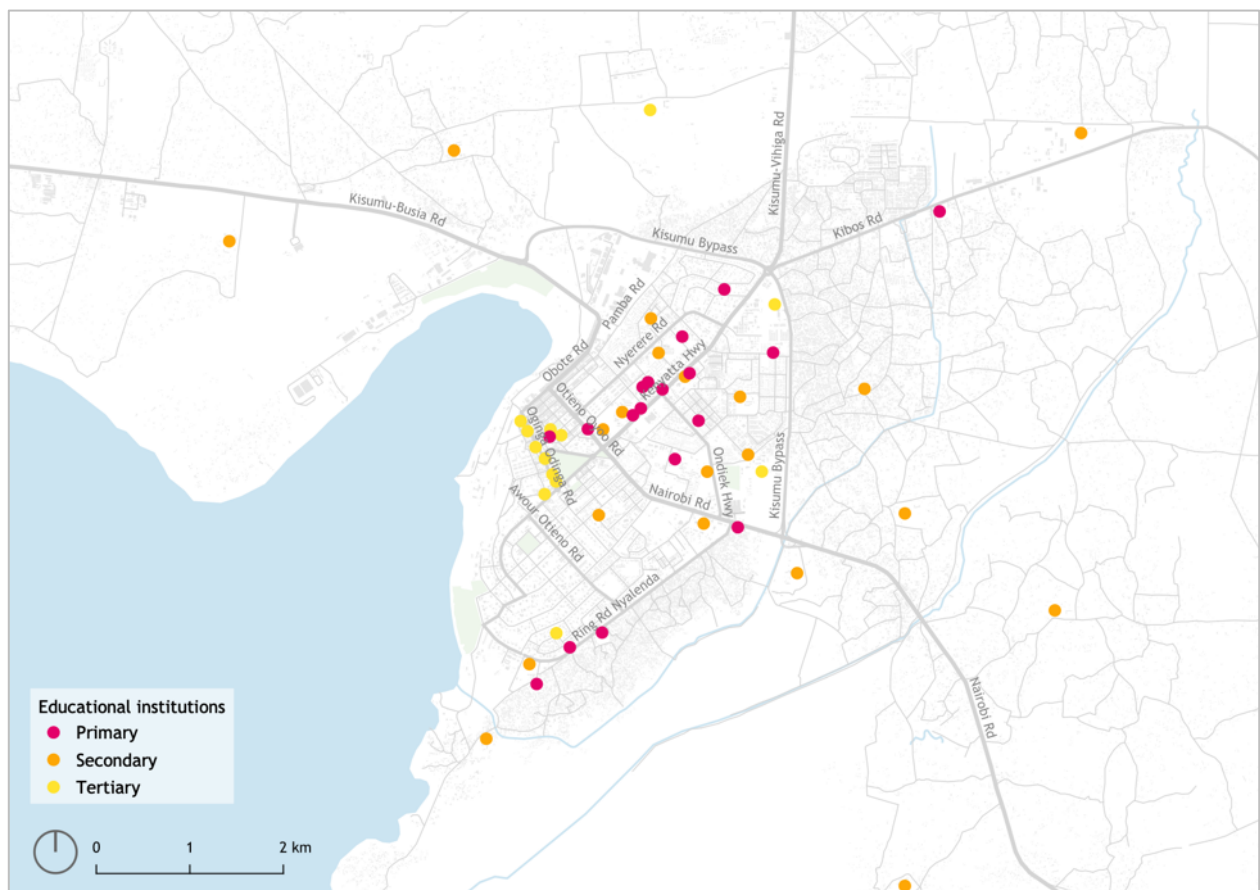 Kisumu-Vihiga Rd
Kisumu-Busia Rd
Kibos Rd
Kisumu Bypass
Pamba Rd
Nyerere Rd
Obote Rd
Kenyatta Hwy
Otieno Oyoo Rd
Oginga Odinga Rd
Ondiek Hwy
Kisumu Bypass
Nairobi Rd
Awour Otieno Rd
Ring Rd Nyalenda
Nairobi Rd
Educational institutions
Primary
Secondary
Tertiary
0 1 2 km